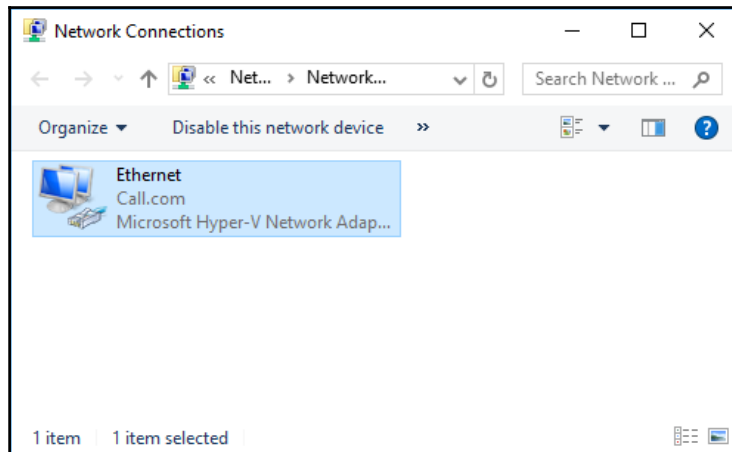 Network Connections
« Net... > Network...
Search Network ...
Organize
Disable this network device
»
?
Ethernet
Call.com
Microsoft Hyper-V Network Adap...
1 item
1 item selected